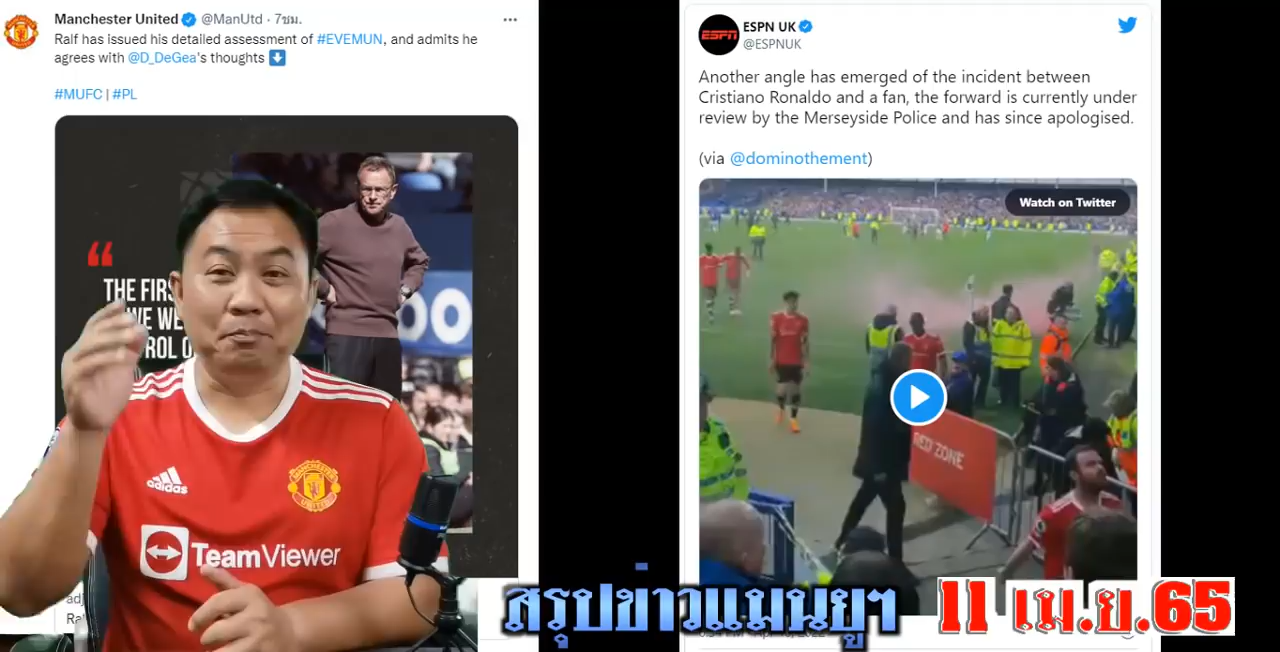 Manchester United @ManUtd · 7ชม.
Ralf has issued his detailed assessment of #EVEMUN, and admits he
agrees with @D_DeGea's thoughts
#MUFC | #PL
THE FIRS
WE WE
ROL O
adidas
MANCHESTER
UNITED
TeamViewer
ESPN
ESPN UK
@ESPNUK
Another angle has emerged of the incident between
Cristiano Ronaldo and a fan, the forward is currently under
review by the Merseyside Police and has since apologised.
(via @dominothement)
Watch on Twitter
RED ZONE
สรุปข่าวแมนยูฯ 11 เม.ย.65